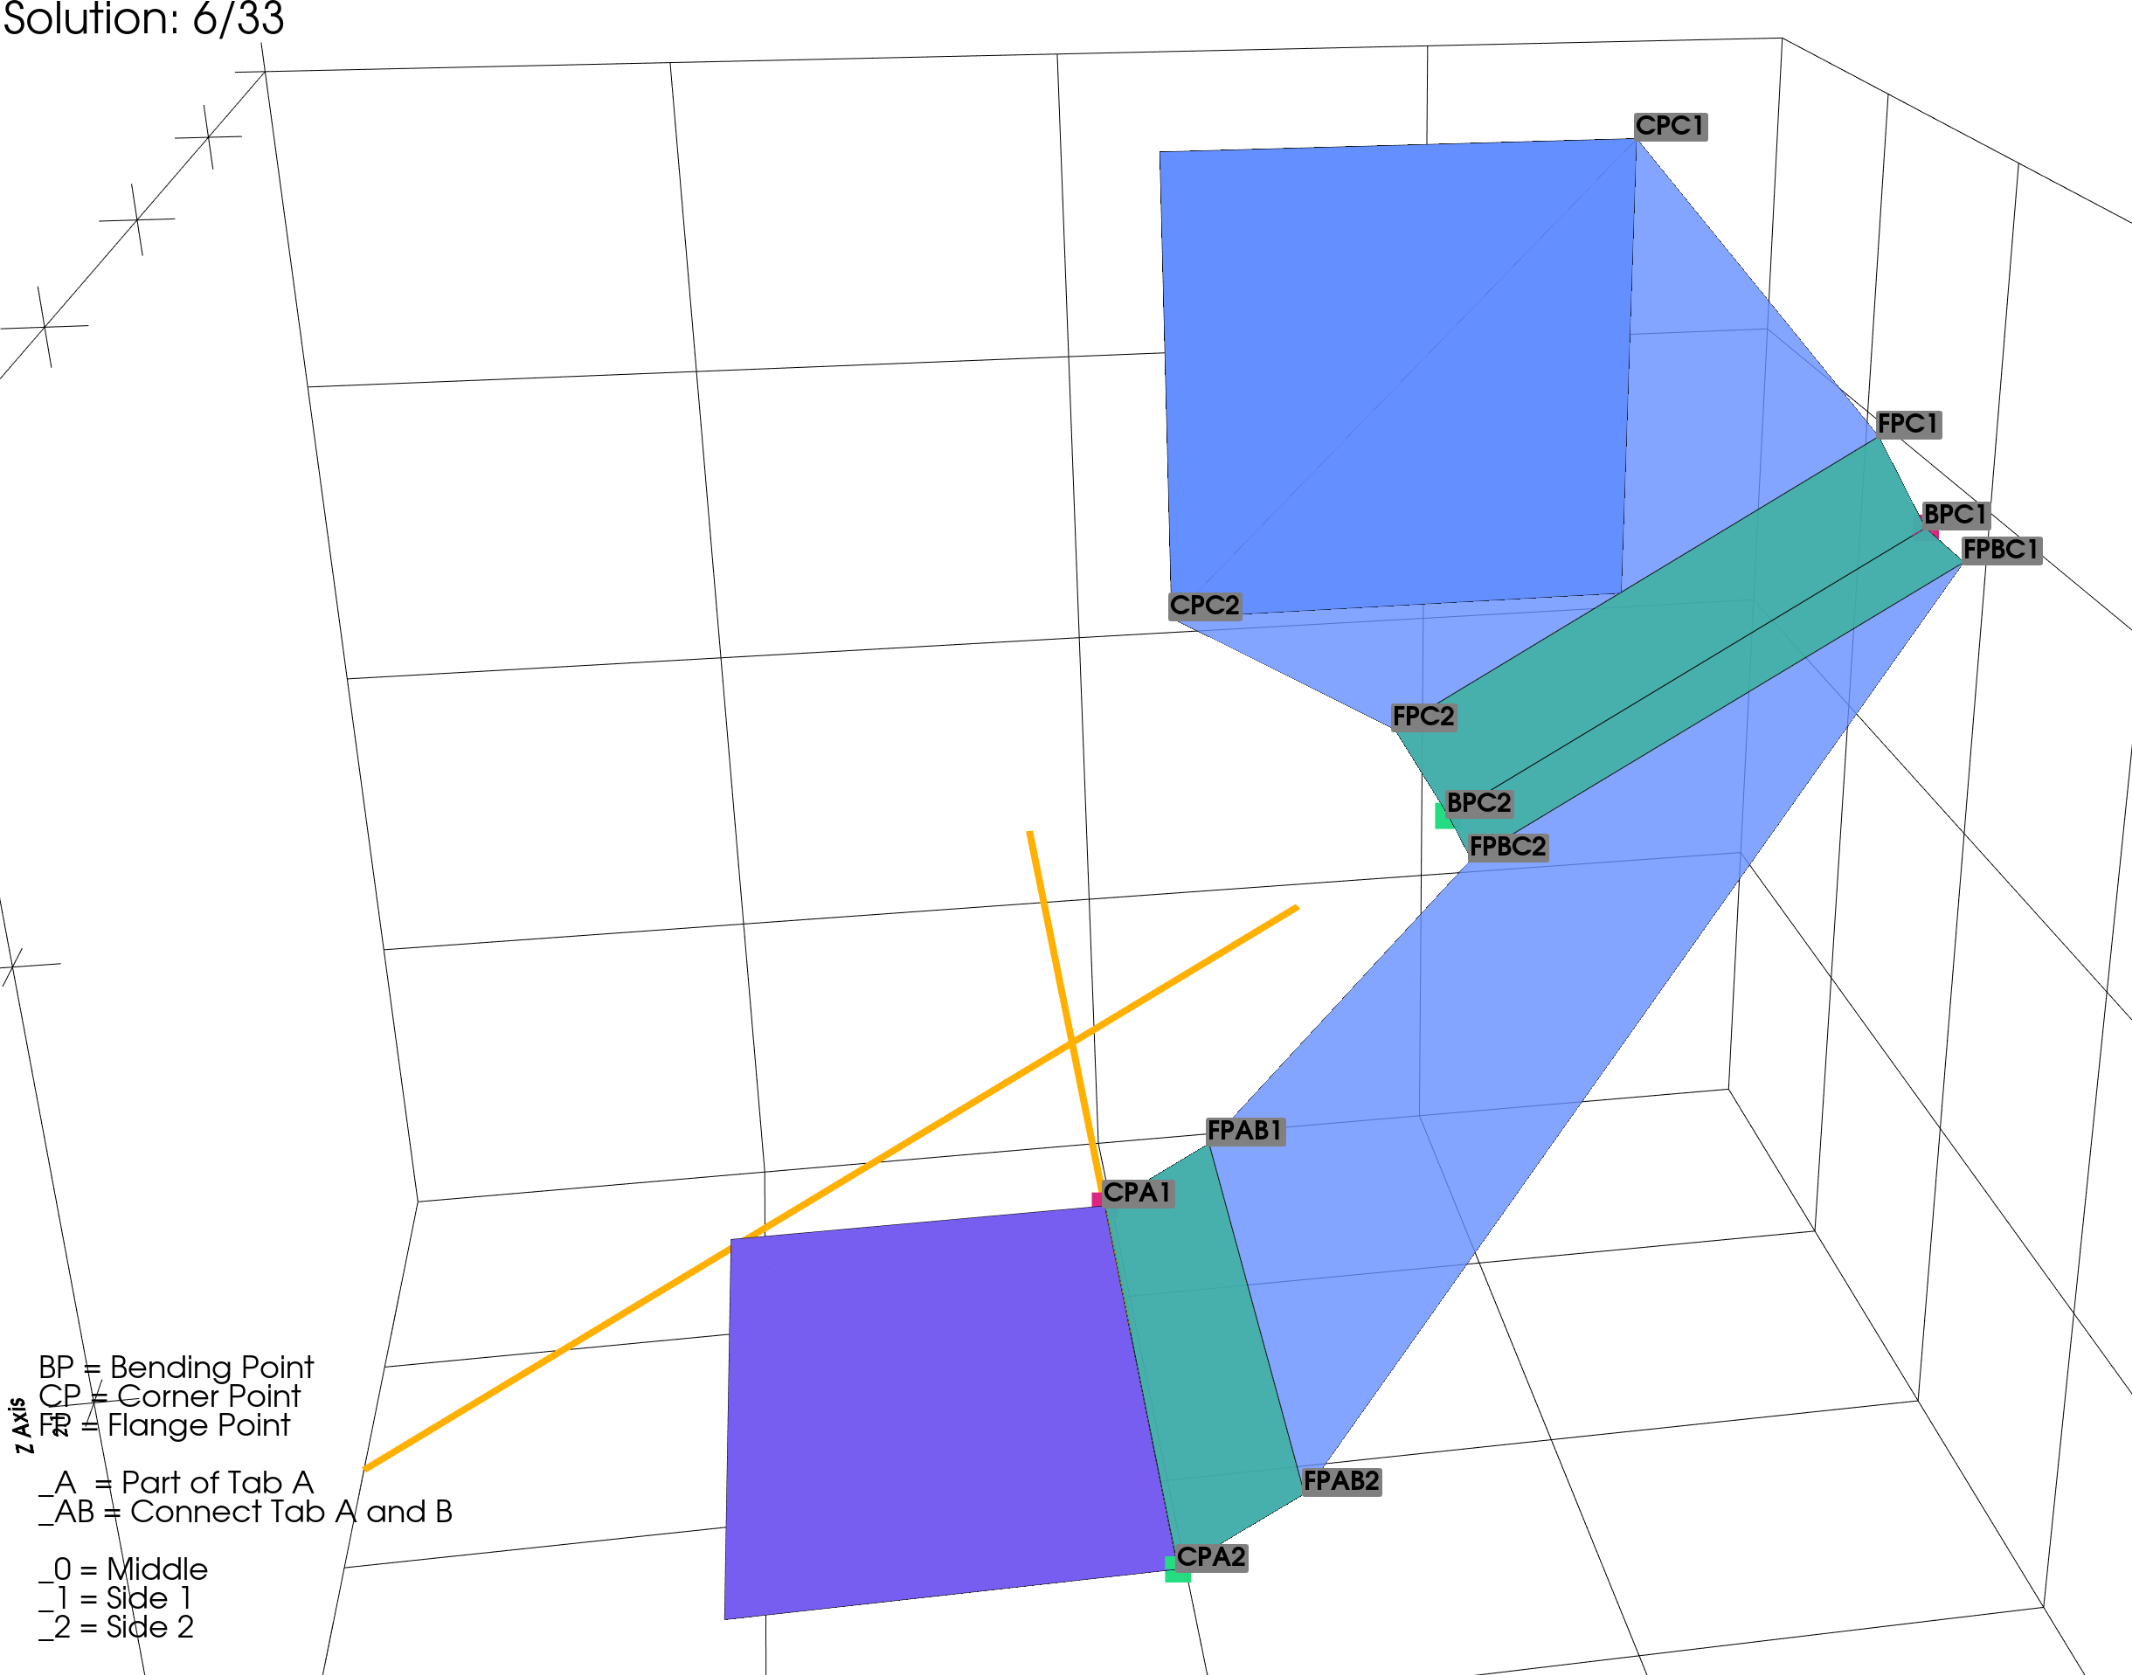 Solution: 6/33
CPC1
FPC1
BPC1
FPBC1
CPC2
FPC2
BPC2
FPBC2
FPAB1
CPA1
FPAB2
CPA2
BP = Bending Point
CP = Corner Point
FP = Flange Point
_A = Part of Tab A
_AB = Connect Tab A and B
_0 = Middle
_1 = Side 1
_2 = Side 2
Z Axis